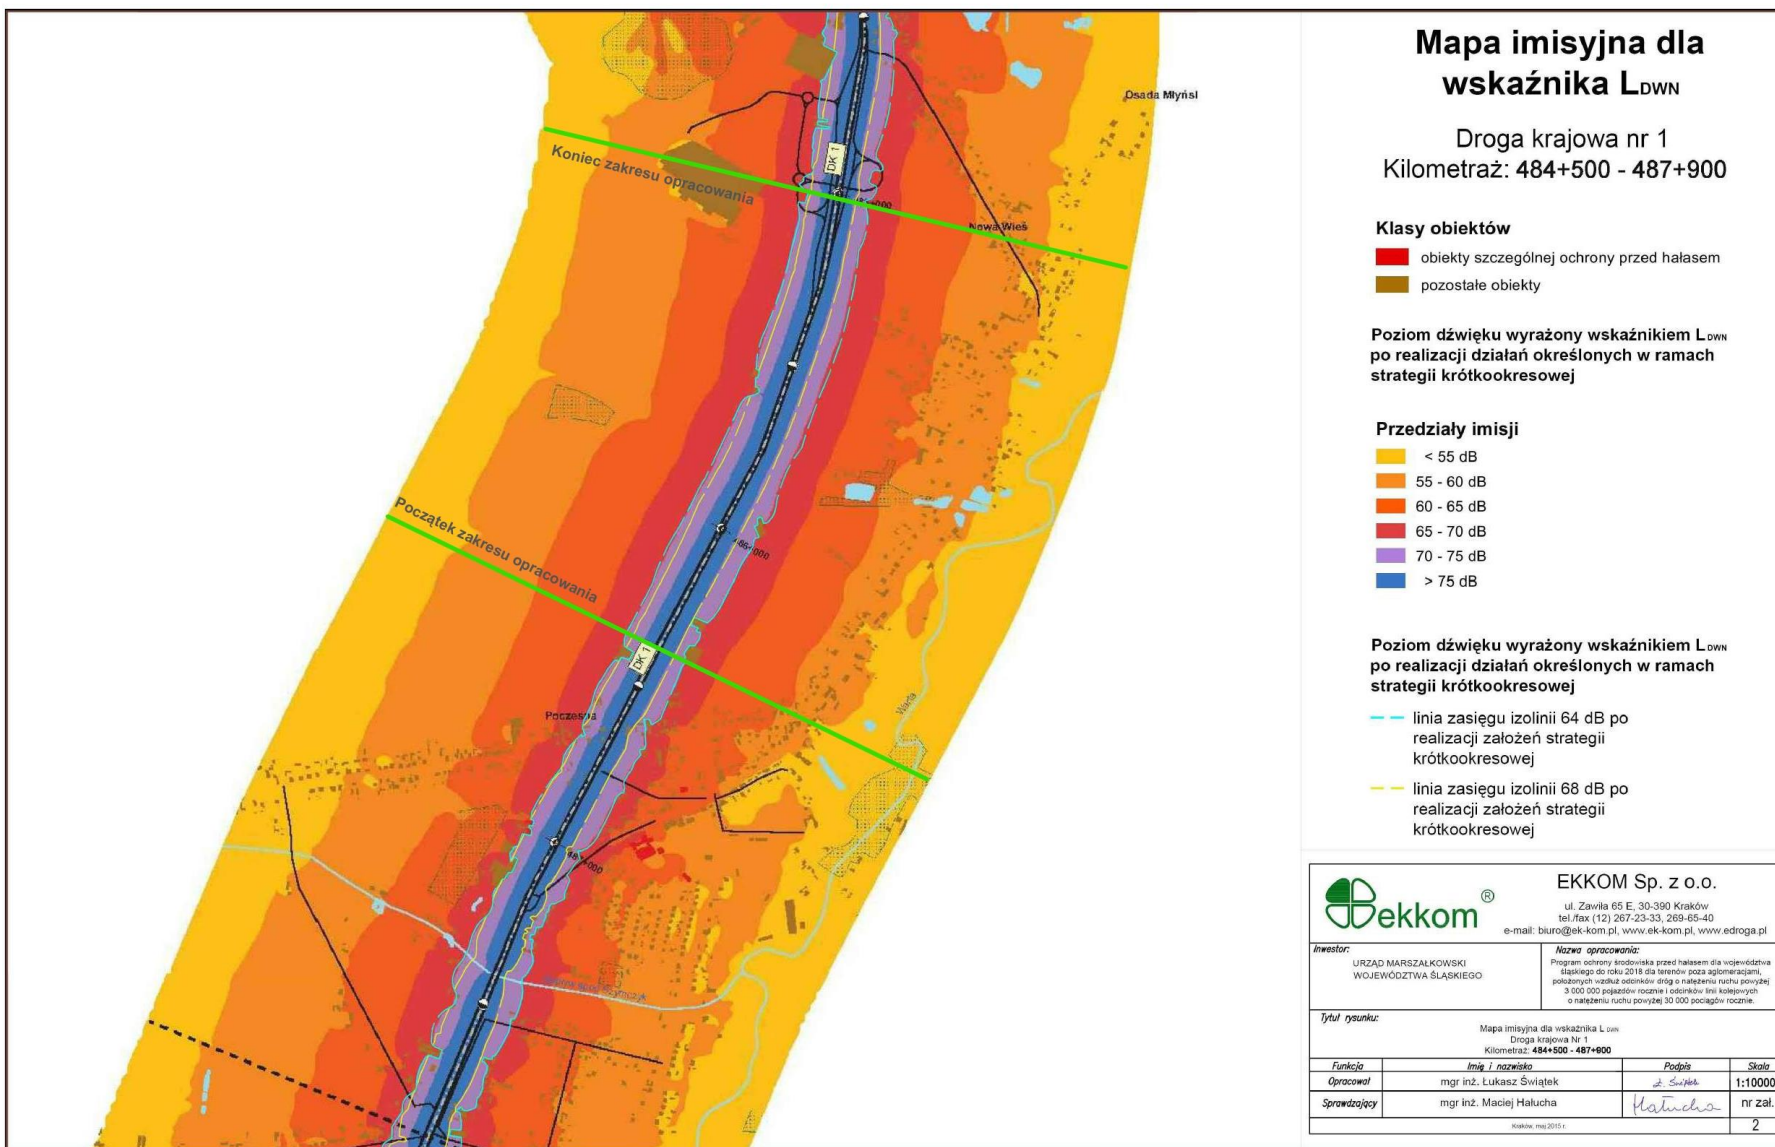 Mapa imisyjna dla
wskaźnika LDWN
Droga krajowa nr 1
Kilometraż: 484+500 - 487+900
Klasy obiektów
obiekty szczególnej ochrony przed hałasem
pozostałe obiekty
Poziom dźwięku wyrażony wskaźnikiem LDWN
po realizacji działań określonych w ramach
strategii krótkookresowej
Przedziały imisji
< 55 dB
55 - 60 dB
60 - 65 dB
65 - 70 dB
70 - 75 dB
> 75 dB
Poziom dźwięku wyrażony wskaźnikiem LDWN
po realizacji działań określonych w ramach
strategii krótkookresowej
linia zasięgu izolinii 64 dB po
realizacji założeń strategii
krótkookresowej
linia zasięgu izolinii 68 dB po
realizacji założeń strategii
krótkookresowej
Osada Młyńsl
Koniec zakresu opracowania
DK 1
Nowa Wieś
Początek zakresu opracowania
DK 1
Poczesna
Warta
ekkom ®
EKKOM Sp. z o.o.
ul. Zawiła 65 E, 30-390 Kraków
tel./fax (12) 267-23-33, 269-65-40
e-mail: biuro@ek-kom.pl, www.ek-kom.pl, www.edroga.pl
Inwestor:
URZĄD MARSZAŁKOWSKI
WOJEWÓDZTWA ŚLĄSKIEGO
Nazwa opracowania:
Program ochrony środowiska przed hałasem dla województwa
śląskiego do roku 2018 dla terenów poza aglomeracjami,
położonych wzdłuż odcinków dróg o natężeniu ruchu powyżej
3 000 000 pojazdów rocznie i odcinków linii kolejowych
o natężeniu ruchu powyżej 30 000 pociągów rocznie.
Tytuł rysunku:
Mapa imisyjna dla wskaźnika L DWN
Droga krajowa Nr 1
Kilometraż: 484+500 - 487+900
Funkcja Imię i nazwisko Podpis Skala
Opracował mgr inż. Łukasz Świątek Ł. Świątek 1:10000
Sprawdzający mgr inż. Maciej Hałucha Hałucha nr zał.
Kraków, maj 2015 r. 2